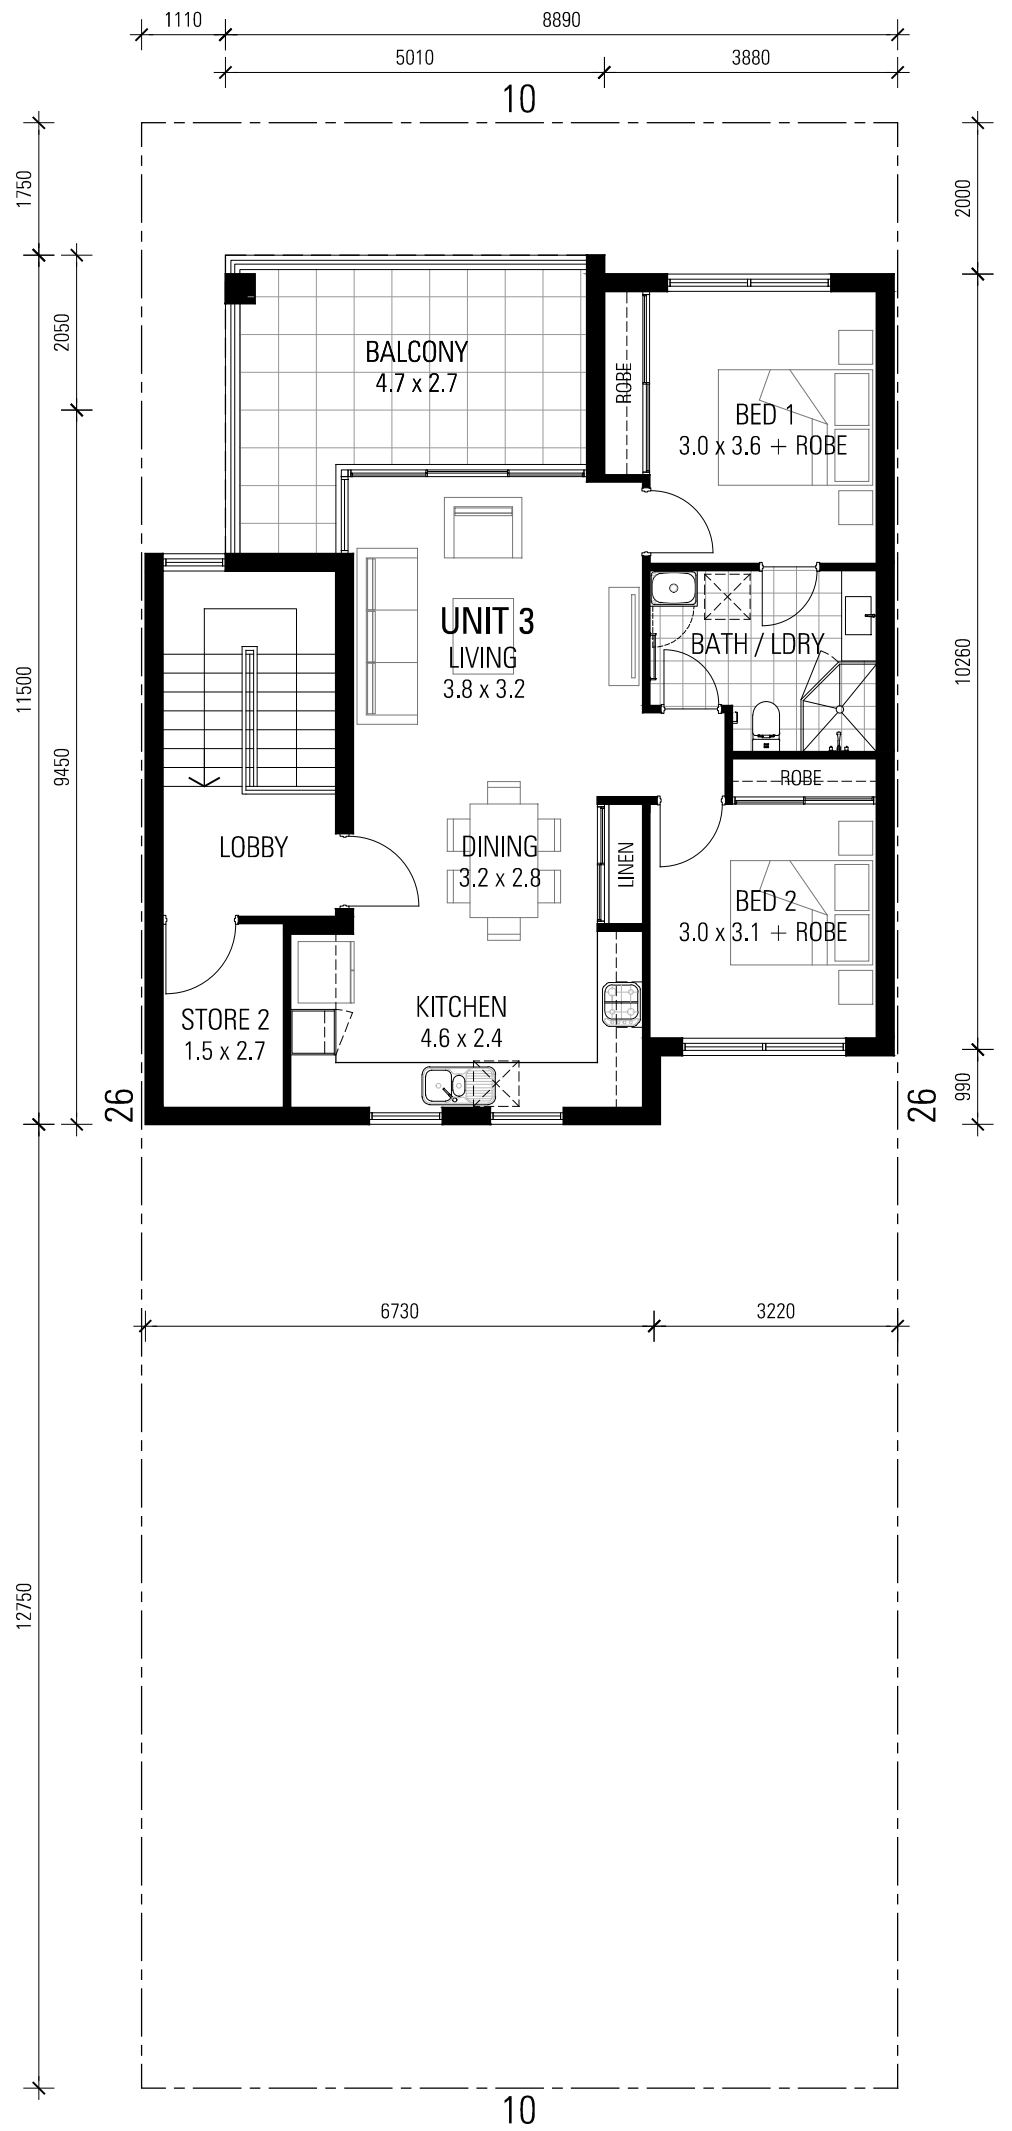 1110
8890
5010
3880
10
1750
2000
2050
BALCONY
4.7 x 2.7
ROBE
BED 1
3.0 x 3.6 + ROBE
11500
UNIT 3
LIVING
3.8 x 3.2
BATH / LDRY
10260
9450
ROBE
LOBBY
DINING
3.2 x 2.8
LINEN
BED 2
3.0 x 3.1 + ROBE
STORE 2
1.5 x 2.7
KITCHEN
4.6 x 2.4
26
26
990
6730
3220
12750
10